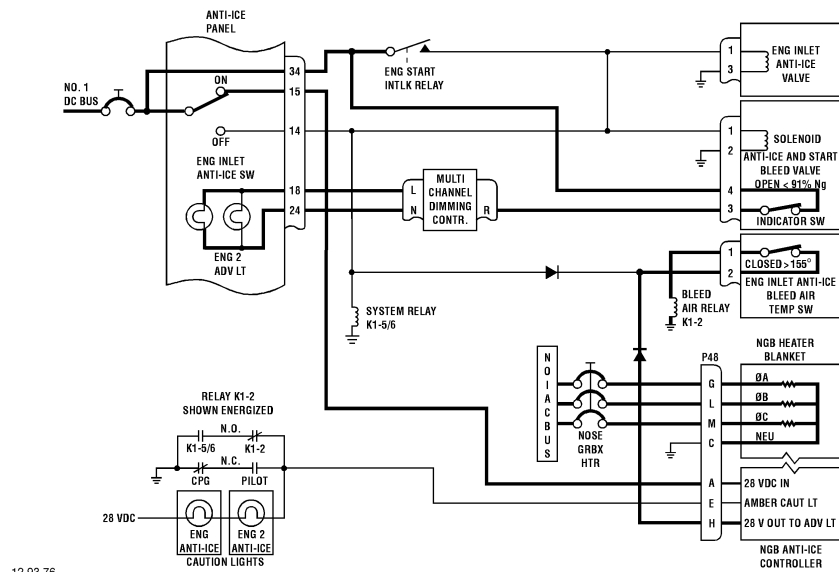 ANTI-ICE
PANEL
NO. 1
DC BUS
ON
OFF
ENG INLET
ANTI-ICE SW
ENG 2
ADV LT
34
15
14
18
24
ENG START
INTLK RELAY
L
N
MULTI
CHANNEL
DIMMING
CONTR.
R
1
3
ENG INLET
ANTI-ICE
VALVE
1
2
4
3
SOLENOID
ANTI-ICE AND START
BLEED VALVE
OPEN < 91% Ng
INDICATOR SW
1
2
CLOSED > 155°
ENG INLET ANTI-ICE
BLEED AIR
TEMP SW
BLEED
AIR RELAY
K1-2
SYSTEM RELAY
K1-5/6
N
O
I
A
C
B
U
S
NOSE
GRBX
HTR
P48
G
L
M
C
A
E
H
NGB HEATER
BLANKET
ØA
ØB
ØC
NEU
28 VDC IN
AMBER CAUT LT
28 V OUT TO ADV LT
NGB ANTI-ICE
CONTROLLER
RELAY K1-2
SHOWN ENERGIZED
N.O.
K1-5/6
K1-2
N.C.
CPG
PILOT
28 VDC
ENG
ANTI-ICE
ENG 2
ANTI-ICE
CAUTION LIGHTS